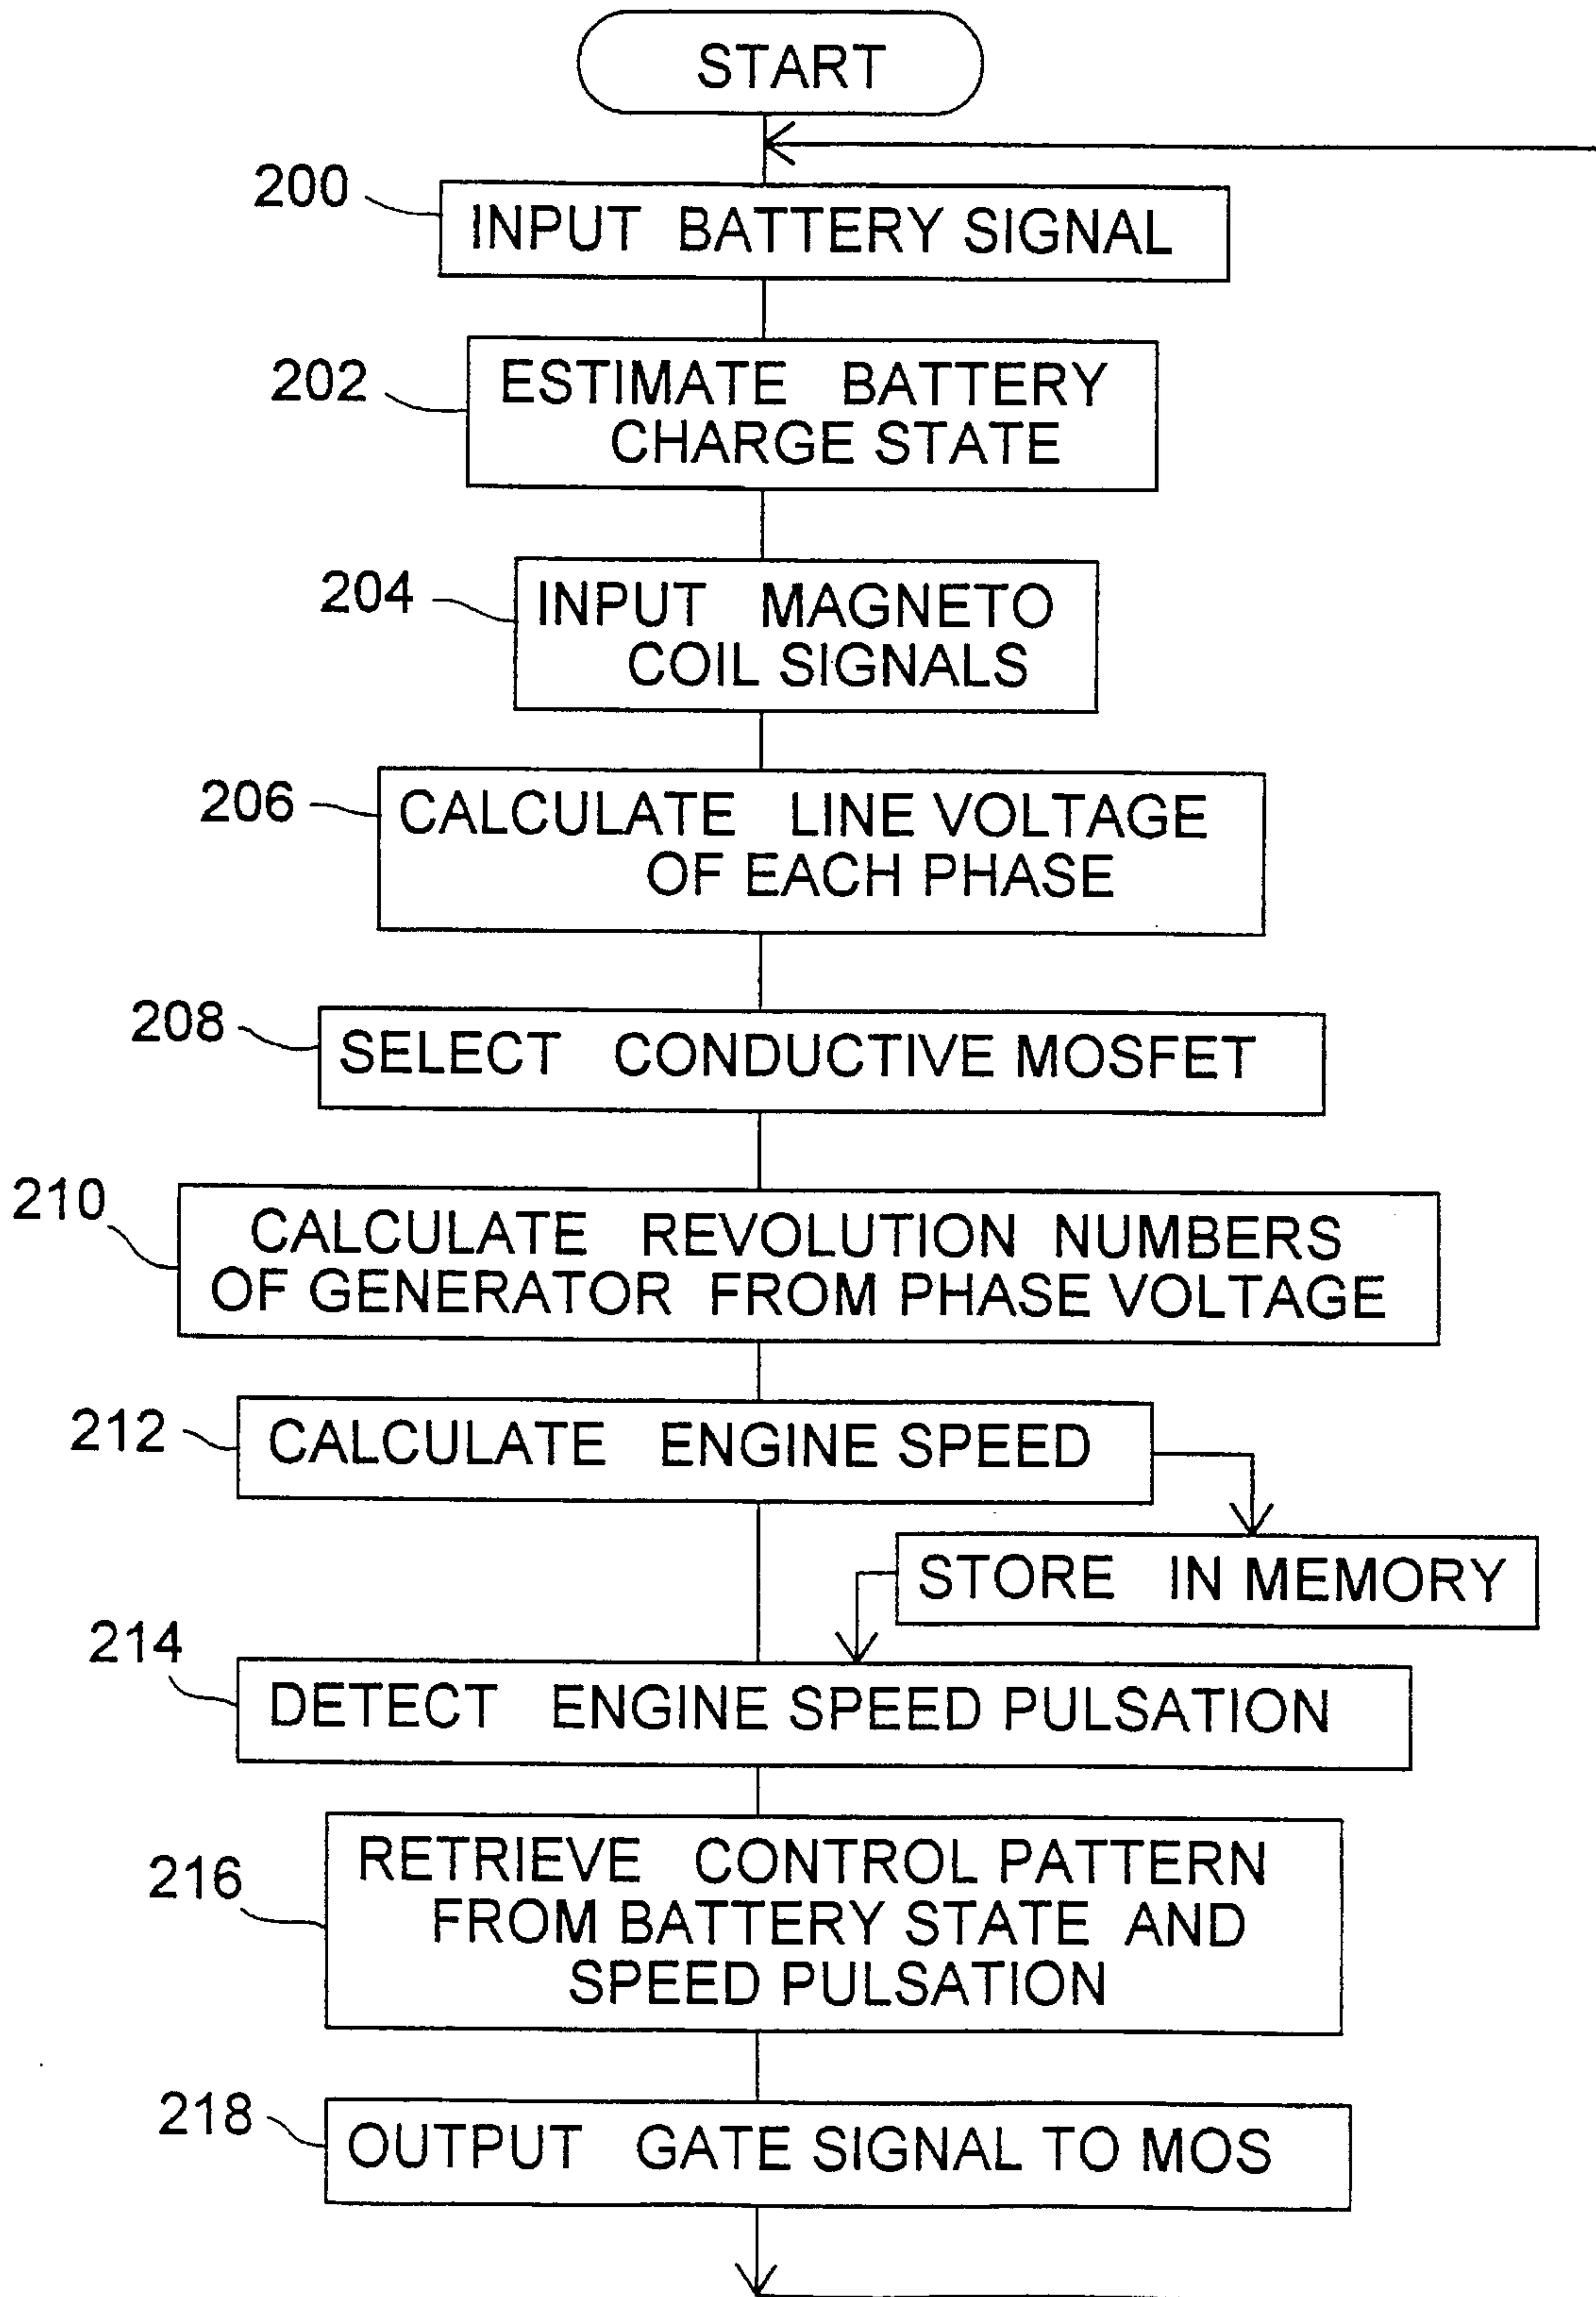 START
200
INPUT BATTERY SIGNAL
202
ESTIMATE BATTERY
CHARGE STATE
204
INPUT MAGNETO
COIL SIGNALS
206
CALCULATE LINE VOLTAGE
OF EACH PHASE
208
SELECT CONDUCTIVE MOSFET
210
CALCULATE REVOLUTION NUMBERS
OF GENERATOR FROM PHASE VOLTAGE
212
CALCULATE ENGINE SPEED
STORE IN MEMORY
214
DETECT ENGINE SPEED PULSATION
216
RETRIEVE CONTROL PATTERN
FROM BATTERY STATE AND
SPEED PULSATION
218
OUTPUT GATE SIGNAL TO MOS